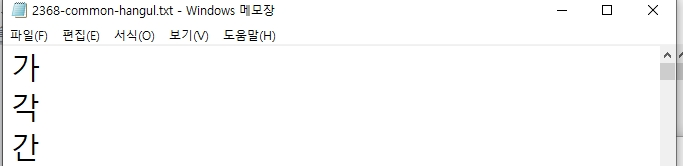 2368-common-hangul.txt - Windows 메모장
파일(F) 편집(E) 서식(O) 보기(V) 도움말(H)
가
각
간